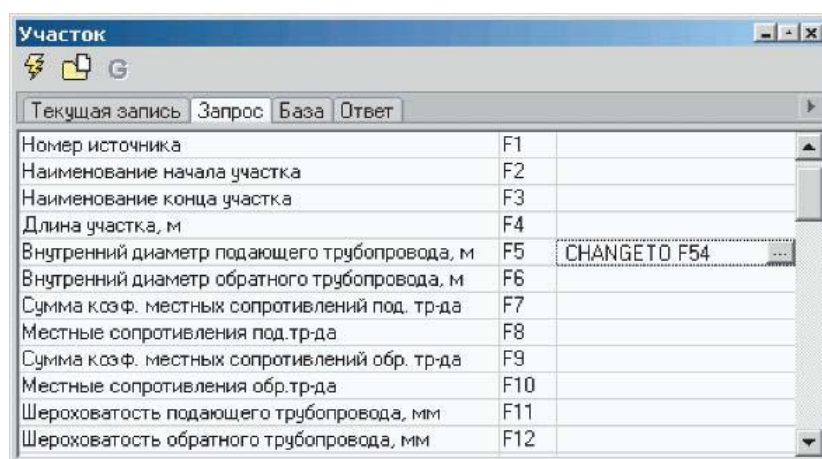 Участок
G
Текущая запись Запрос База Ответ
Номер источника F1
Наименование начала участка F2
Наименование конца участка F3
Длина участка, м F4
Внутренний диаметр подающего трубопровода, м F5 CHANGETO F54 ...
Внутренний диаметр обратного трубопровода, м F6
Сумма коэф. местных сопротивлений под. тр-да F7
Местные сопротивления под.тр-да F8
Сумма коэф. местных сопротивлений обр. тр-да F9
Местные сопротивления обр.тр-да F10
Шероховатость подающего трубопровода, мм F11
Шероховатость обратного трубопровода, мм F12